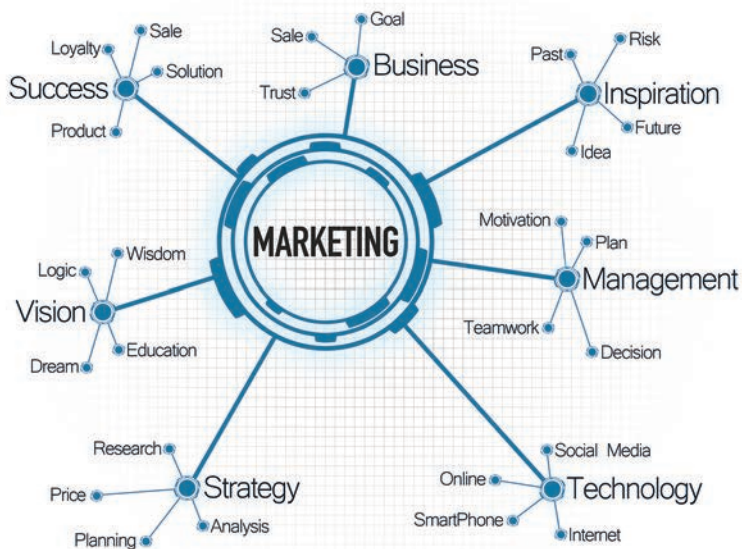 Goal
Sale
Sale
Loyalty
Solution
Success
Product
Business
Trust
Risk
Past
Inspiration
Future
Idea
MARKETING
Motivation
Plan
Management
Teamwork
Decision
Wisdom
Logic
Vision
Education
Dream
Research
Price
Strategy
Planning
Analysis
Social Media
Online
Technology
SmartPhone
Internet